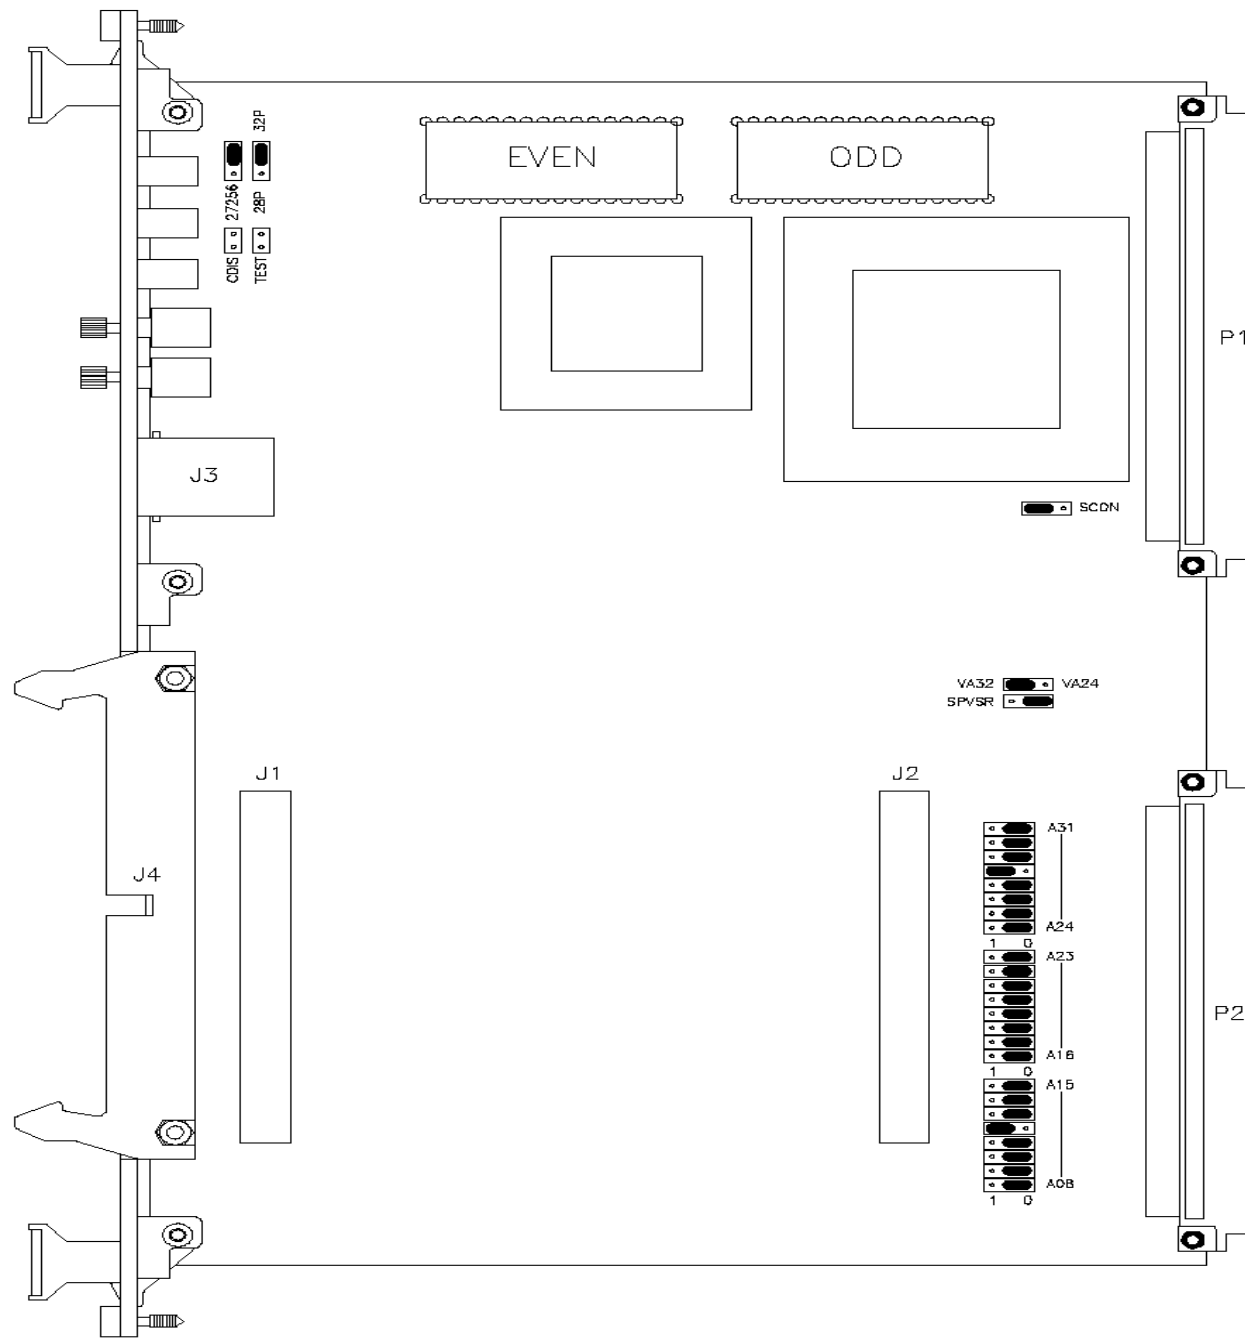 32P
27256
28P
CDIS
TEST
EVEN
ODD
P1
J3
SCON
VA32
VA24
SPVSR
J1
J2
J4
A31
A24
1 0
A23
P2
A16
1 0
A15
A08
1 0